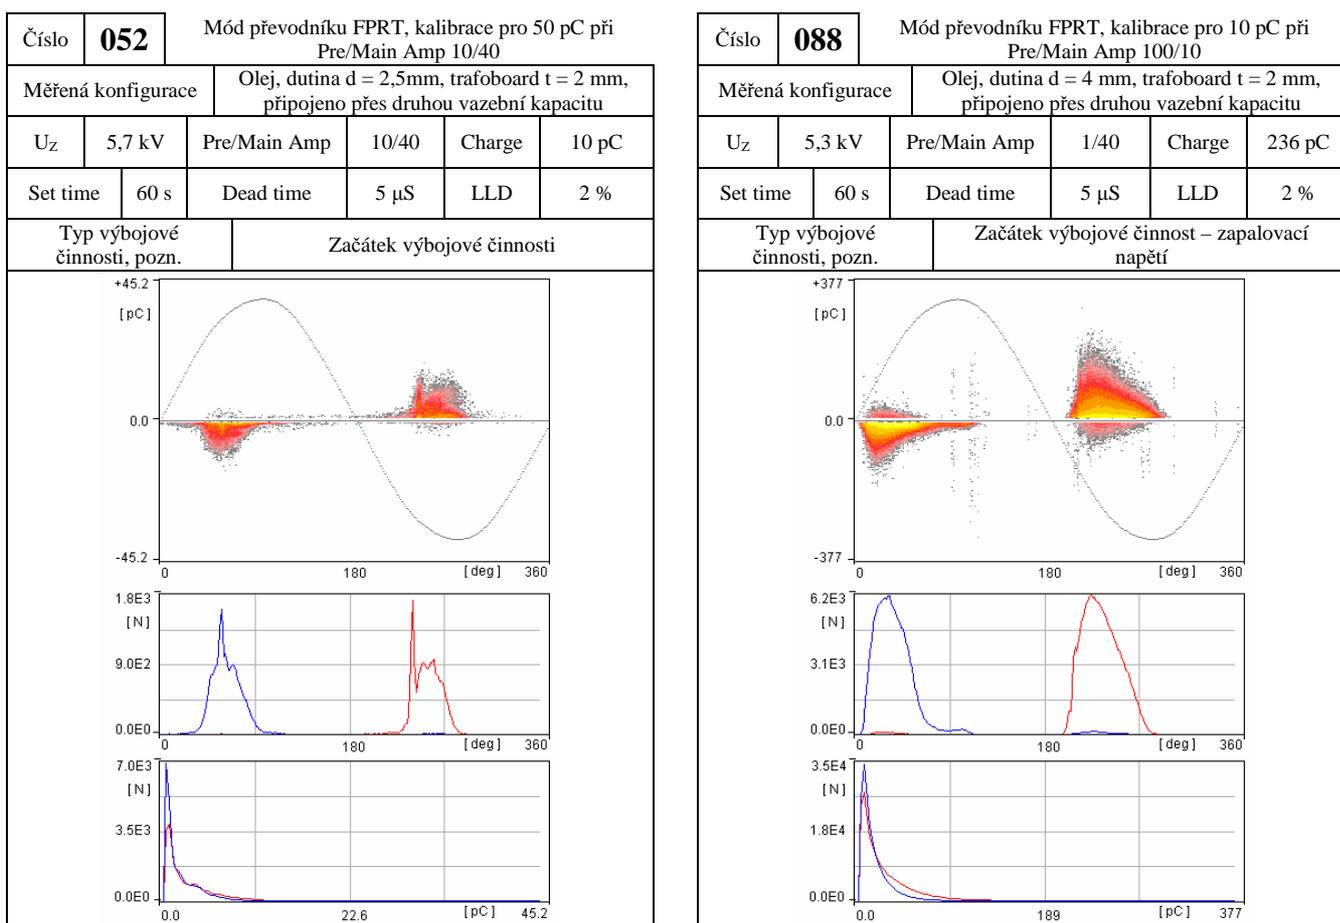 Číslo 052 Mód převodníku FPRT, kalibrace pro 50 pC při
Pre/Main Amp 10/40
Měřená konfigurace Olej, dutina d = 2,5mm, trafoboard t = 2 mm,
připojeno přes druhou vazební kapacitu
UZ 5,7 kV Pre/Main Amp 10/40 Charge 10 pC
Set time 60 s Dead time 5 μS LLD 2 %
Typ výbojové
činnosti, pozn.
Začátek výbojové činnosti
+45.2
[pC]
0.0
-45.2
0 180 [deg] 360
1.8E3
[N]
9.0E2
0.0E0
0 180 [deg] 360
7.0E3
[N]
3.5E3
0.0E0
0.0 22.6 [pC] 45.2
Číslo 088 Mód převodníku FPRT, kalibrace pro 10 pC při
Pre/Main Amp 100/10
Měřená konfigurace Olej, dutina d = 4 mm, trafoboard t = 2 mm,
připojeno přes druhou vazební kapacitu
UZ 5,3 kV Pre/Main Amp 1/40 Charge 236 pC
Set time 60 s Dead time 5 μS LLD 2 %
Typ výbojové
činnosti, pozn.
Začátek výbojové činnost – zapalovací
napětí
+377
[pC]
0.0
-377
0 180 [deg] 360
6.2E3
[N]
3.1E3
0.0E0
0 180 [deg] 360
3.5E4
[N]
1.8E4
0.0E0
0.0 189 [pC] 377